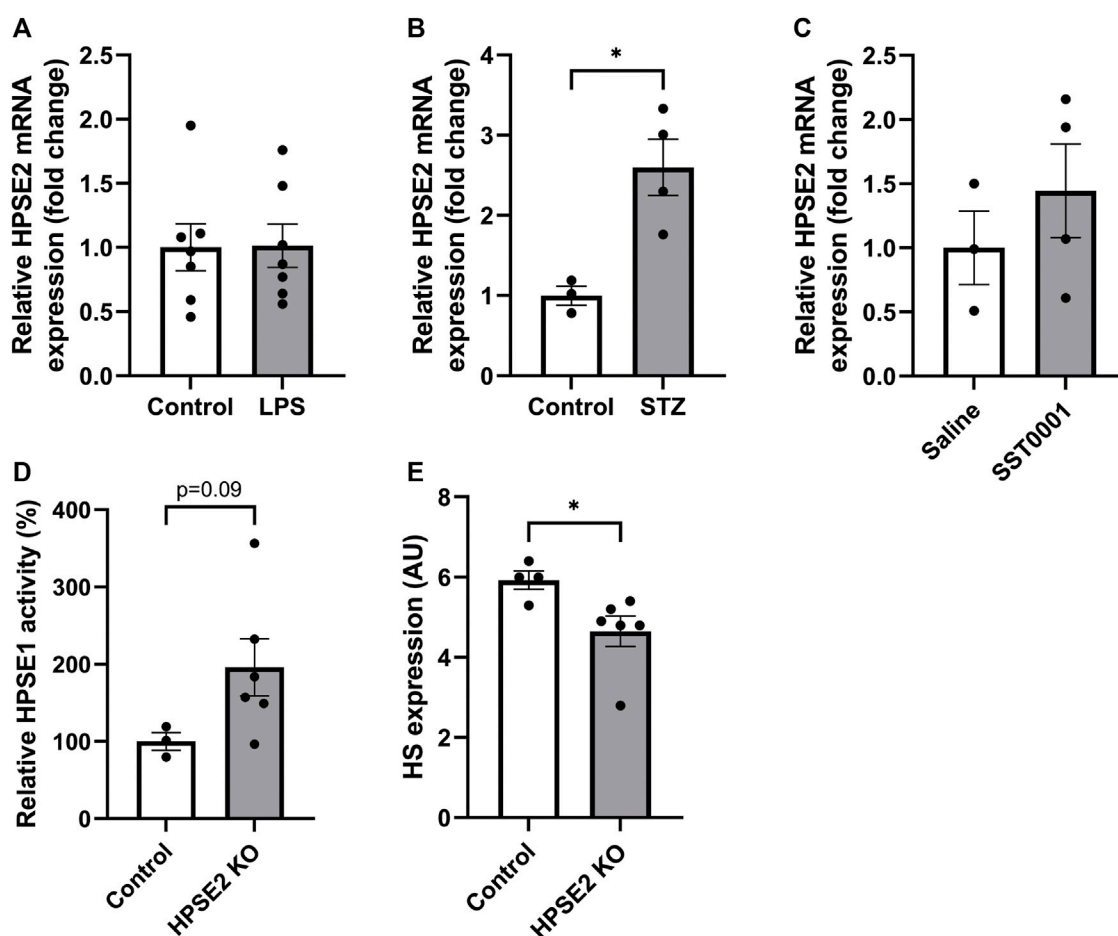 A
Relative HPSE2 mRNA
expression (fold change)
2.5
2.0
1.5
1.0
0.5
0.0
Control LPS
B
Relative HPSE2 mRNA
expression (fold change)
*
4
3
2
1
0
Control STZ
C
Relative HPSE2 mRNA
expression (fold change)
2.5
2.0
1.5
1.0
0.5
0.0
Saline
SST0001
D
Relative HPSE1 activity (%)
p=0.09
400
300
200
100
0
Control
HPSE2 KO
E
HS expression (AU)
*
8
6
4
2
0
Control
HPSE2 KO